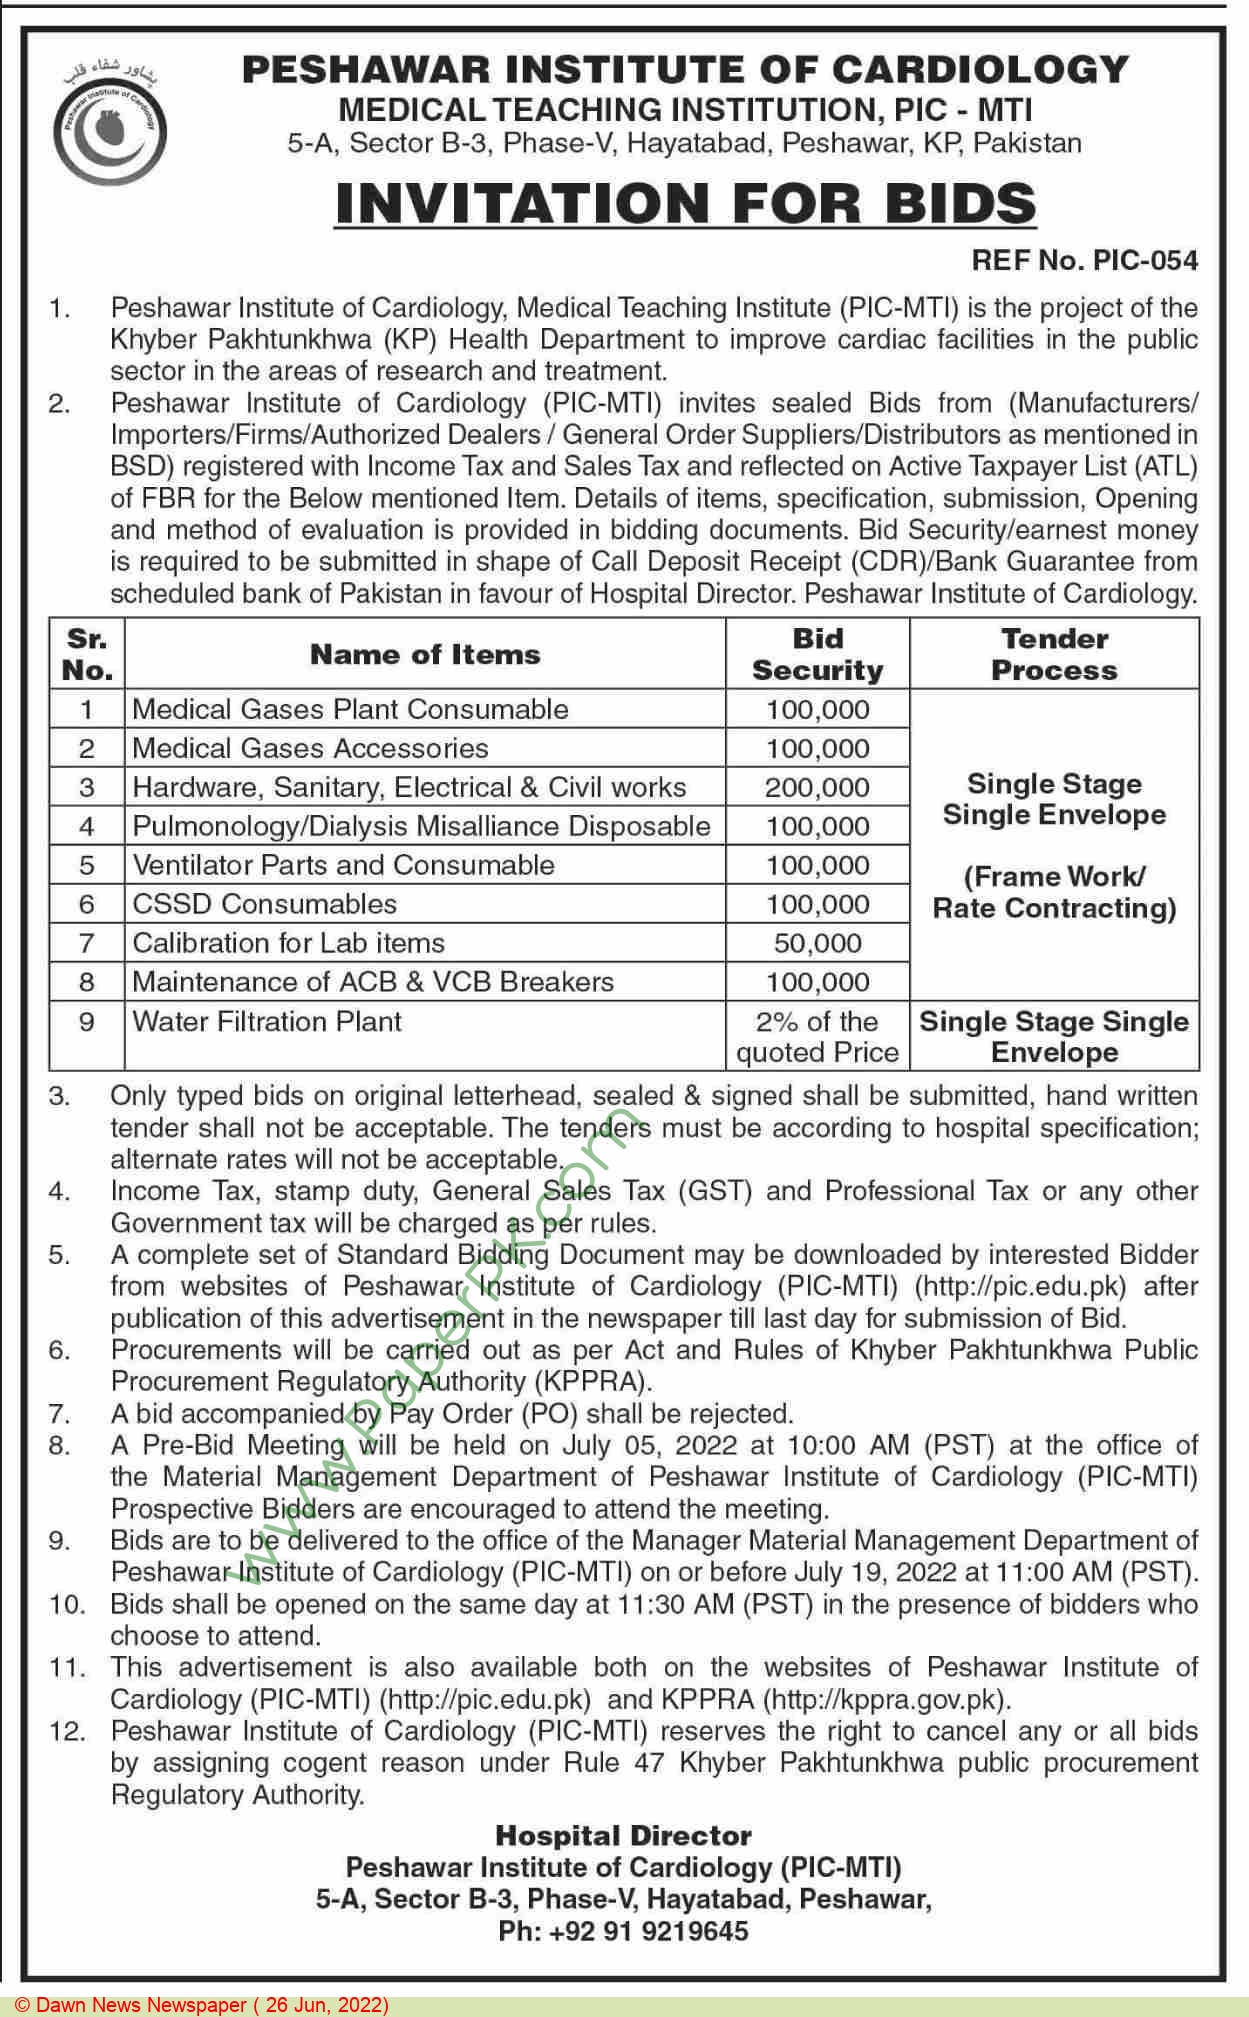 پشاور شفاء قلب
Peshawar Institute of Cardiology
PESHAWAR INSTITUTE OF CARDIOLOGY
MEDICAL TEACHING INSTITUTION, PIC - MTI
5-A, Sector B-3, Phase-V, Hayatabad, Peshawar, KP, Pakistan
INVITATION FOR BIDS
REF No. PIC-054
1. Peshawar Institute of Cardiology, Medical Teaching Institute (PIC-MTI) is the project of the
Khyber Pakhtunkhwa (KP) Health Department to improve cardiac facilities in the public
sector in the areas of research and treatment.
2. Peshawar Institute of Cardiology (PIC-MTI) invites sealed Bids from (Manufacturers/
Importers/Firms/Authorized Dealers / General Order Suppliers/Distributors as mentioned in
BSD) registered with Income Tax and Sales Tax and reflected on Active Taxpayer List (ATL)
of FBR for the Below mentioned Item. Details of items, specification, submission, Opening
and method of evaluation is provided in bidding documents. Bid Security/earnest money
is required to be submitted in shape of Call Deposit Receipt (CDR)/Bank Guarantee from
scheduled bank of Pakistan in favour of Hospital Director. Peshawar Institute of Cardiology.
Sr. No. Name of Items Bid Security Tender Process
1 Medical Gases Plant Consumable 100,000
2 Medical Gases Accessories 100,000
3 Hardware, Sanitary, Electrical & Civil works 200,000
4 Pulmonology/Dialysis Misalliance Disposable 100,000
5 Ventilator Parts and Consumable 100,000
6 CSSD Consumables 100,000
7 Calibration for Lab items 50,000
8 Maintenance of ACB & VCB Breakers 100,000
Single Stage
Single Envelope
(Frame Work/
Rate Contracting)
9 Water Filtration Plant 2% of the quoted Price Single Stage Single Envelope
3. Only typed bids on original letterhead, sealed & signed shall be submitted, hand written
tender shall not be acceptable. The tenders must be according to hospital specification;
alternate rates will not be acceptable.
4. Income Tax, stamp duty, General Sales Tax (GST) and Professional Tax or any other
Government tax will be charged as per rules.
5. A complete set of Standard Bidding Document may be downloaded by interested Bidder
from websites of Peshawar Institute of Cardiology (PIC-MTI) (http://pic.edu.pk) after
publication of this advertisement in the newspaper till last day for submission of Bid.
6. Procurements will be carried out as per Act and Rules of Khyber Pakhtunkhwa Public
Procurement Regulatory Authority (KPPRA).
7. A bid accompanied by Pay Order (PO) shall be rejected.
8. A Pre-Bid Meeting will be held on July 05, 2022 at 10:00 AM (PST) at the office of
the Material Management Department of Peshawar Institute of Cardiology (PIC-MTI)
Prospective Bidders are encouraged to attend the meeting.
9. Bids are to be delivered to the office of the Manager Material Management Department of
Peshawar Institute of Cardiology (PIC-MTI) on or before July 19, 2022 at 11:00 AM (PST).
10. Bids shall be opened on the same day at 11:30 AM (PST) in the presence of bidders who
choose to attend.
11. This advertisement is also available both on the websites of Peshawar Institute of
Cardiology (PIC-MTI) (http://pic.edu.pk) and KPPRA (http://kppra.gov.pk).
12. Peshawar Institute of Cardiology (PIC-MTI) reserves the right to cancel any or all bids
by assigning cogent reason under Rule 47 Khyber Pakhtunkhwa public procurement
Regulatory Authority.
Hospital Director
Peshawar Institute of Cardiology (PIC-MTI)
5-A, Sector B-3, Phase-V, Hayatabad, Peshawar,
Ph: +92 91 9219645
www.PaperPK.com
© Dawn News Newspaper ( 26 Jun, 2022)